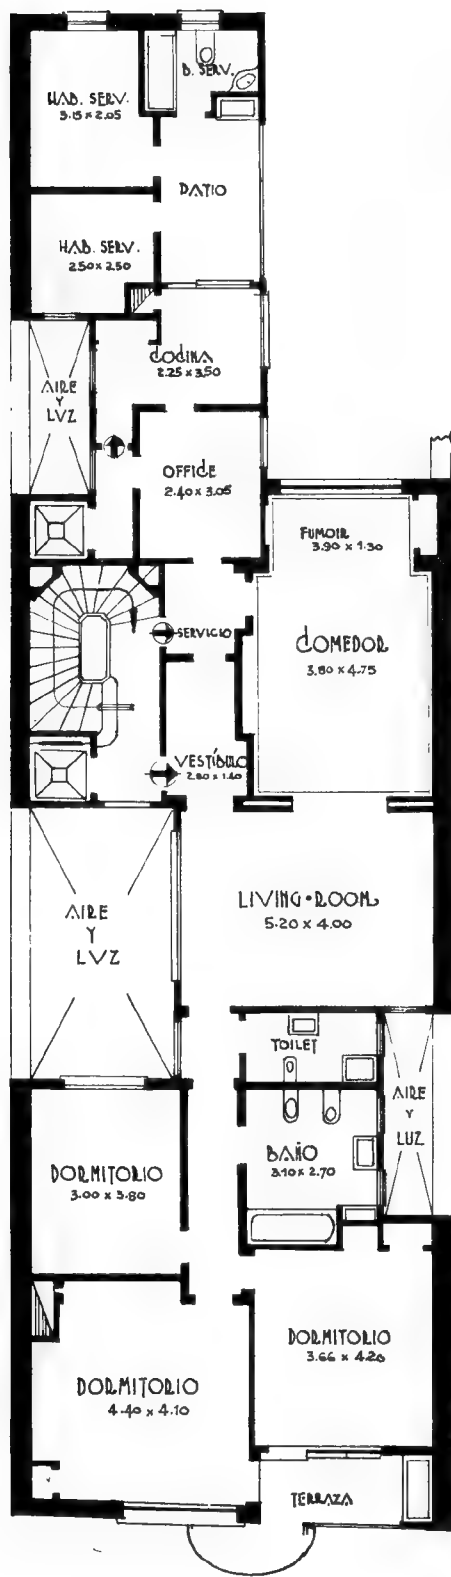 B. SERV.
HAB. SERV.
3.15 x 2.05
PATIO
HAB. SERV.
2.50 x 2.50
COCINA
2.25 x 3.50
AIRE
Y
LUZ
OFFICE
2.40 x 3.05
FUMOIR
3.90 x 1.30
SERVICIO
COMEDOR
3.80 x 4.75
VESTÍBULO
2.80 x 1.40
LIVING·ROOM
5.20 x 4.00
AIRE
Y
LUZ
TOILET
AIRE
Y
LUZ
BAÑO
3.10 x 2.70
DORMITORIO
3.00 x 3.80
DORMITORIO
3.66 x 4.20
DORMITORIO
4.40 x 4.10
TERRAZA